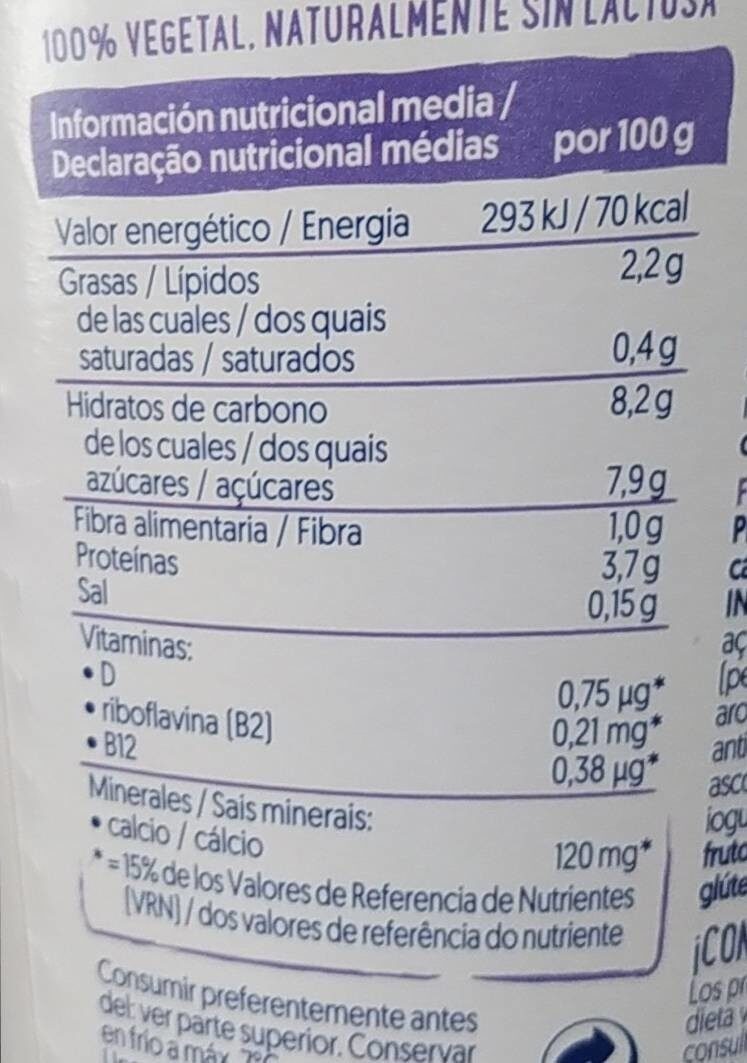 100% VEGETAL, NATURALMENTE SIN LACTOSA
Información nutricional media /
Declaração nutricional médias por 100 g
Valor energético / Energia 293 kJ / 70 kcal
Grasas / Lípidos 2,2 g
de las cuales / dos quais
saturadas / saturados 0,4 g
Hidratos de carbono 8,2 g
de los cuales / dos quais
azúcares / açúcares 7,9 g
Fibra alimentaria / Fibra 1,0 g
Proteínas 3,7 g
Sal 0,15 g
Vitaminas:
• D 0,75 µg*
• riboflavina (B2) 0,21 mg*
• B12 0,38 µg*
Minerales / Sais minerais:
• calcio / cálcio 120 mg*
* = 15% de los Valores de Referencia de Nutrientes
(VRN) / dos valores de referência do nutriente
Consumir preferentemente antes
del: ver parte superior. Conservar
en frío a máx. 7ºC
¡CON
Los pr
dieta v
consum